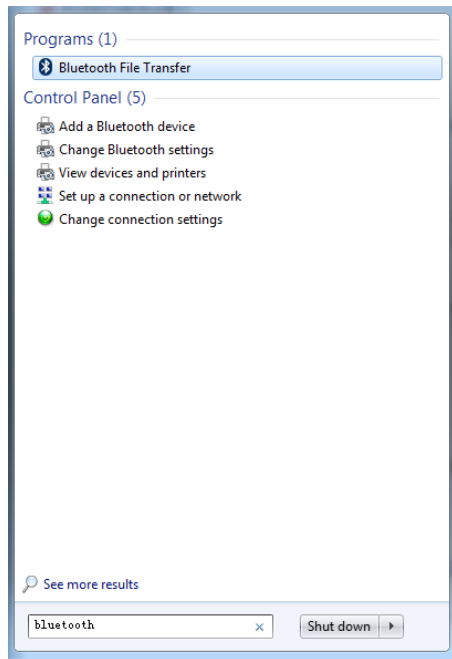 Programs (1)
Bluetooth File Transfer
Control Panel (5)
Add a Bluetooth device
Change Bluetooth settings
View devices and printers
Set up a connection or network
Change connection settings
See more results
bluetooth
Shut down